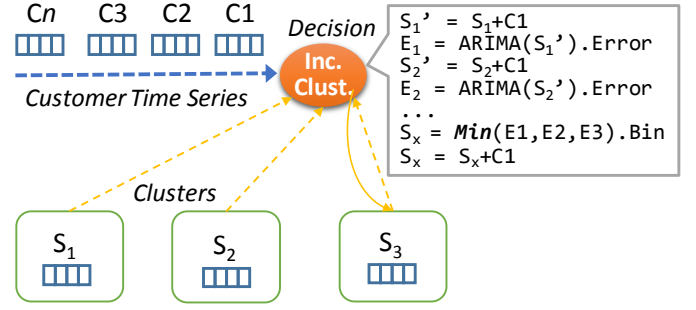 Cn C3 C2 C1
Decision
Inc.
Clust.
Customer Time Series
S₁’ = S₁+C1
E₁ = ARIMA(S₁’).Error
S₂’ = S₂+C1
E₂ = ARIMA(S₂’).Error
...
Sₓ = Min(E1,E2,E3).Bin
Sₓ = Sₓ+C1
Clusters
S₁
S₂
S₃